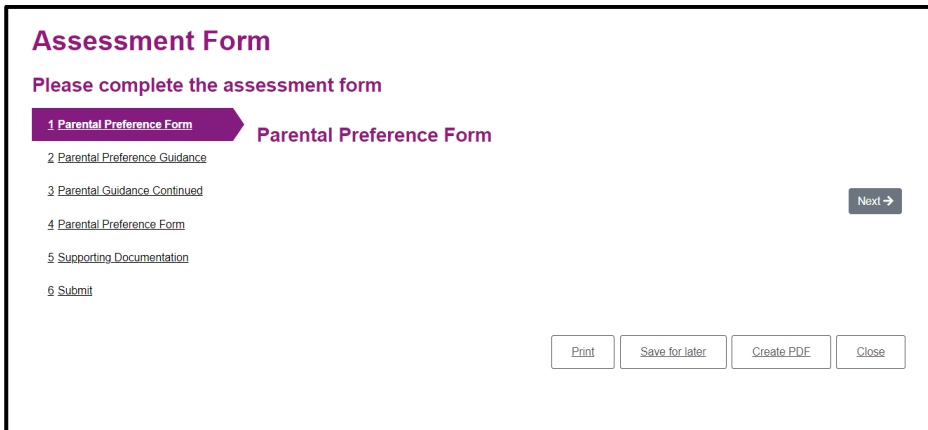 Assessment Form
Please complete the assessment form
1 Parental Preference Form
Parental Preference Form
2 Parental Preference Guidance
3 Parental Guidance Continued
Next →
4 Parental Preference Form
5 Supporting Documentation
6 Submit
Print
Save for later
Create PDF
Close